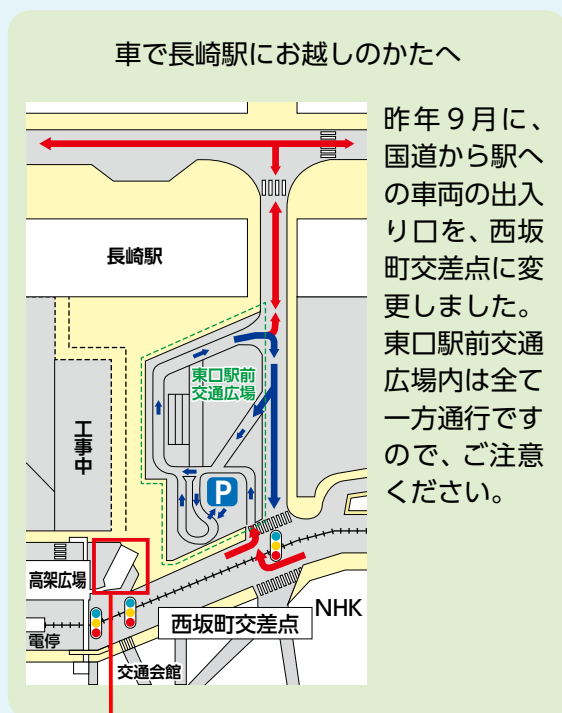 車で長崎駅にお越しのかたへ
昨年９月に、
国道から駅へ
の車両の出入
り口を、西坂
町交差点に変
更しました。
東口駅前交通
広場内は全て
一方通行です
ので、ご注意
ください。
長崎駅
東口駅前
交通広場
工事中
P
高架広場
電停
西坂町交差点
NHK
交通会館